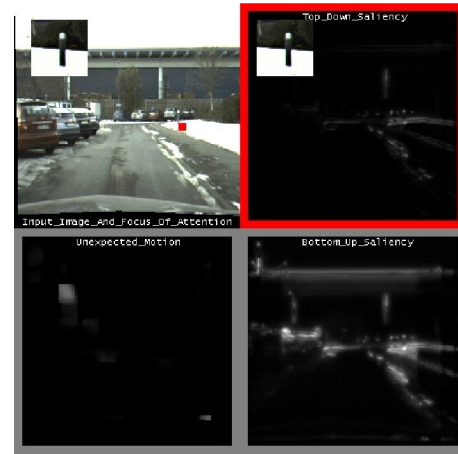 Top_Down_Saliency
Input_Image_And_Focus_Of_Attention
Unexpected_Motion
Bottom_Up_Saliency